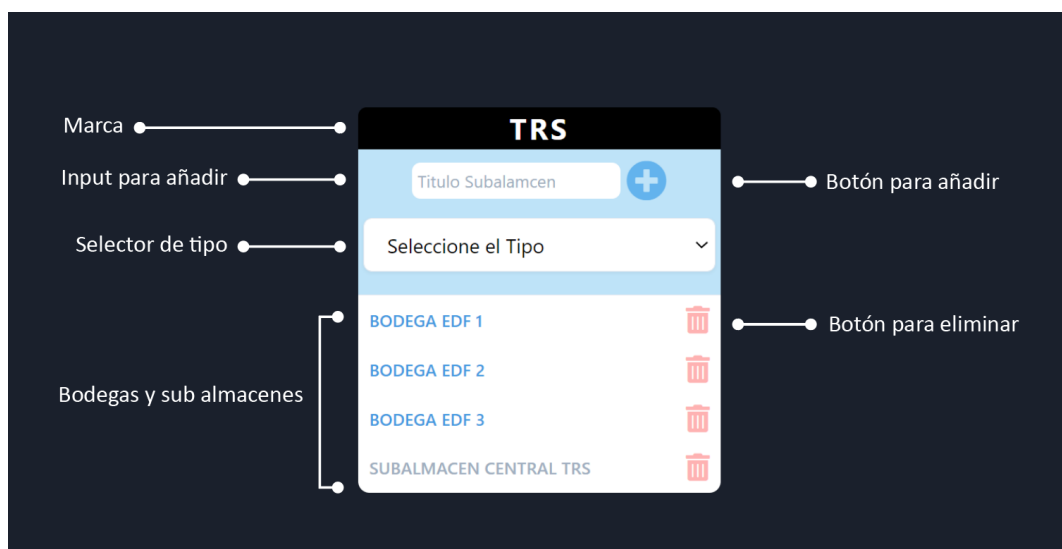 Marca
TRS
Input para añadir
Titulo Subalamcen
Botón para añadir
Selector de tipo
Seleccione el Tipo
BODEGA EDF 1
Botón para eliminar
BODEGA EDF 2
Bodegas y sub almacenes
BODEGA EDF 3
SUBALMACEN CENTRAL TRS